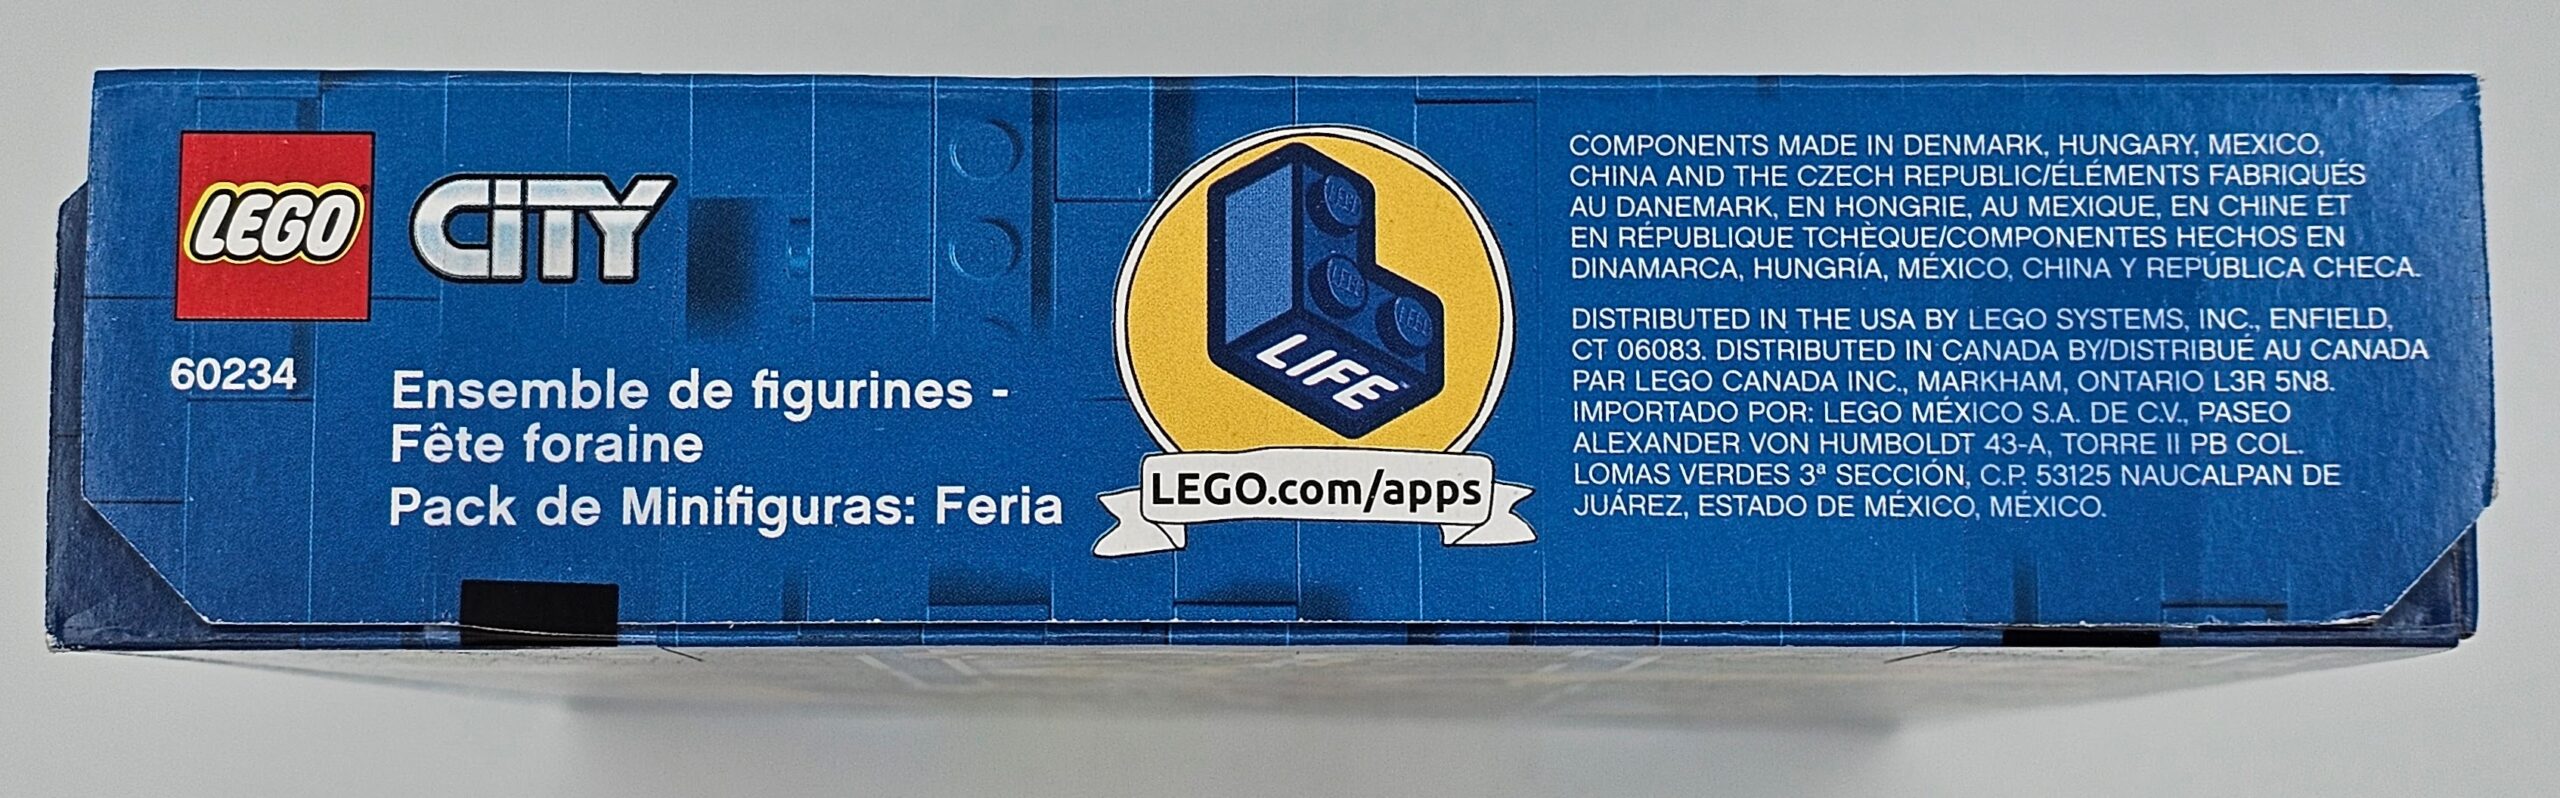 LEGO
CITY
60234
Ensemble de figurines -
Fête foraine
Pack de Minifiguras: Feria
LIFE™
LEGO.com/apps
COMPONENTS MADE IN DENMARK, HUNGARY, MEXICO,
CHINA AND THE CZECH REPUBLIC/ÉLÉMENTS FABRIQUÉS
AU DANEMARK, EN HONGRIE, AU MEXIQUE, EN CHINE ET
EN RÉPUBLIQUE TCHÈQUE/COMPONENTES HECHOS EN
DINAMARCA, HUNGRÍA, MÉXICO, CHINA Y REPÚBLICA CHECA.
DISTRIBUTED IN THE USA BY LEGO SYSTEMS, INC., ENFIELD,
CT 06083. DISTRIBUTED IN CANADA BY/DISTRIBUÉ AU CANADA
PAR LEGO CANADA INC., MARKHAM, ONTARIO L3R 5N8.
IMPORTADO POR: LEGO MÉXICO S.A. DE C.V., PASEO
ALEXANDER VON HUMBOLDT 43-A, TORRE II PB COL.
LOMAS VERDES 3ª SECCIÓN, C.P. 53125 NAUCALPAN DE
JUÁREZ, ESTADO DE MÉXICO, MÉXICO.